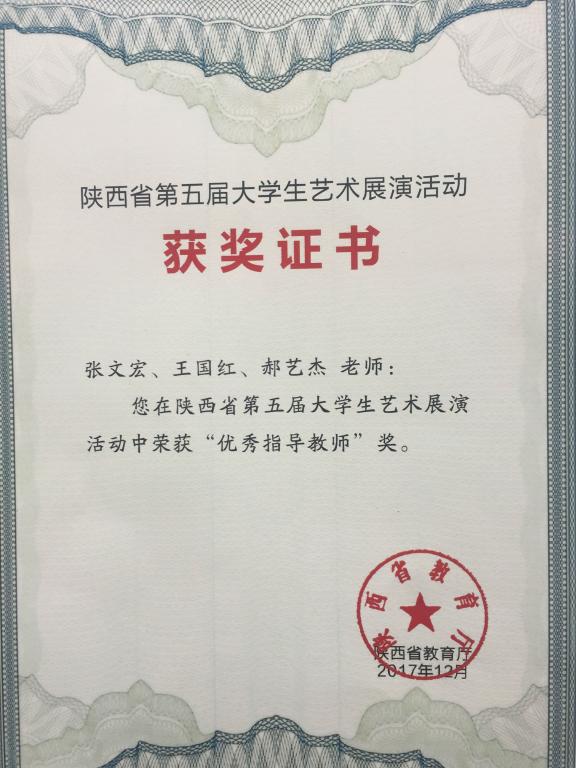 陕西省第五届大学生艺术展演活动
获奖证书
张文宏、王国红、郝艺杰 老师：
您在陕西省第五届大学生艺术展演
活动中荣获“优秀指导教师”奖。
陕西省教育厅
陕西省教育厅
2017年12月